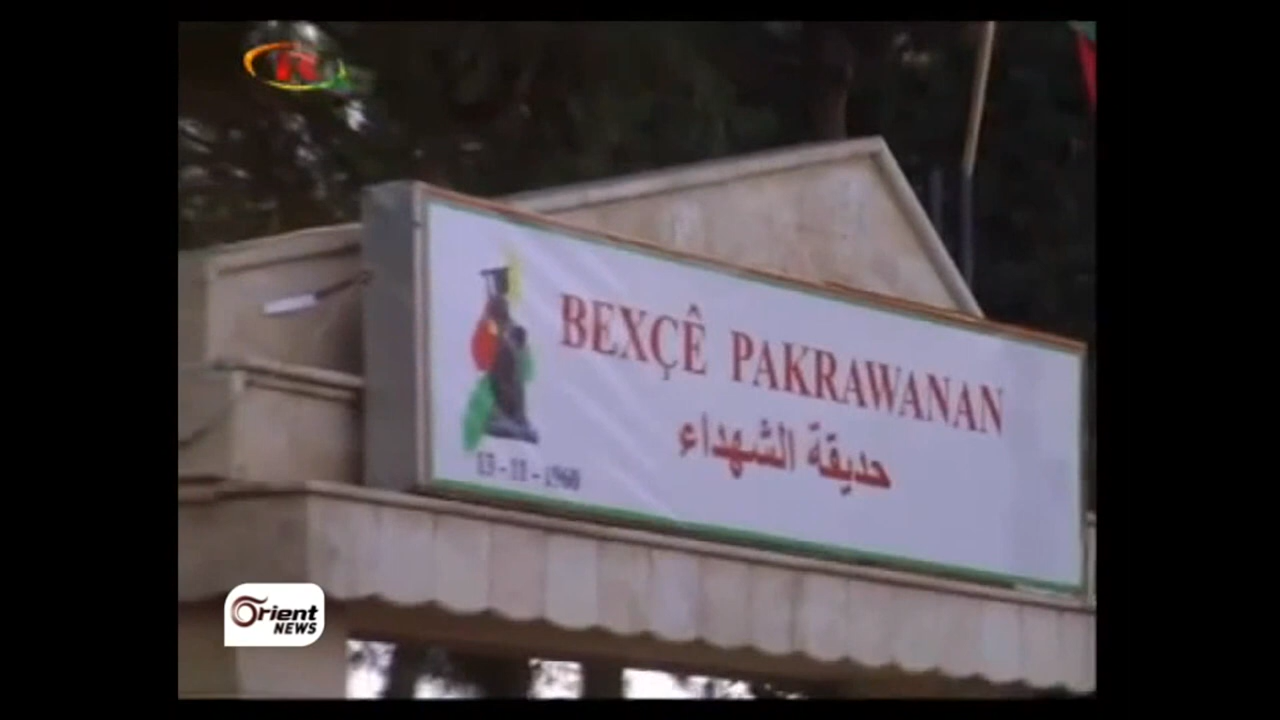 BEXÇÊ PAKRAWANAN
حديقة الشهداء
13 - 11 - 1960
Orient
NEWS